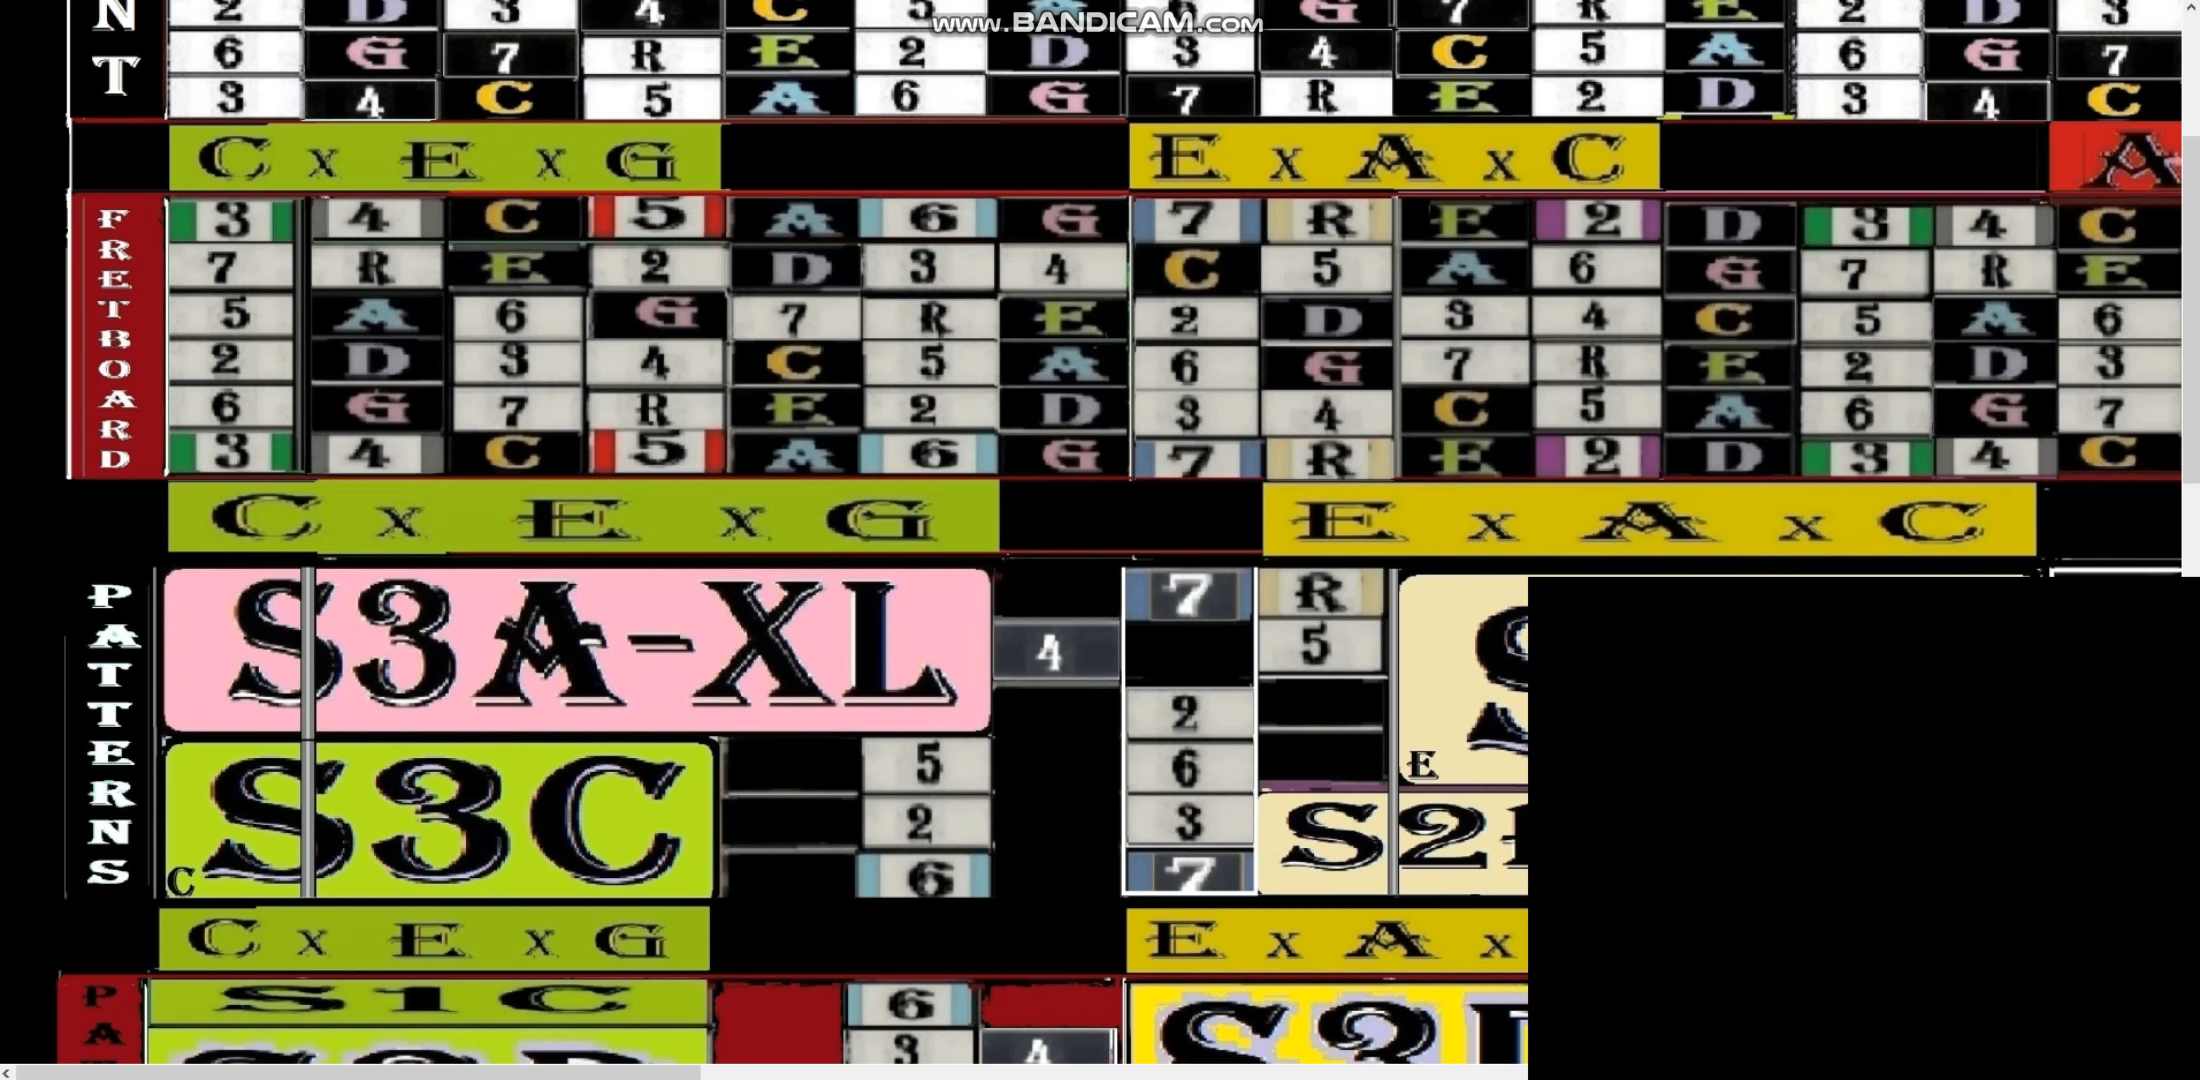 www.BANDICAM.com
N 2 D 3 4 C 5 A 6 G 7 R E 2 D 3
T 6 G 7 R E 2 D 3 4 C 5 A 6 G 7
3 4 C 5 A 6 G 7 R E 2 D 3 4 C
C x E x G E x A x C A
FRETBOARD
3 4 C 5 A 6 G 7 R E 2 D 3 4 C
7 R E 2 D 3 4 C 5 A 6 G 7 R E
5 A 6 G 7 R E 2 D 3 4 C 5 A 6
2 D 3 4 C 5 A 6 G 7 R E 2 D 3
6 G 7 R E 2 D 3 4 C 5 A 6 G 7
3 4 C 5 A 6 G 7 R E 2 D 3 4 C
C x E x G E x A x C
PATTERNS
S3A-XL 7 R
4 5
2
S3C 5 6 E
2 3 S2
C 6 7
C x E x G E x A x
P S1C 6
A 3 4